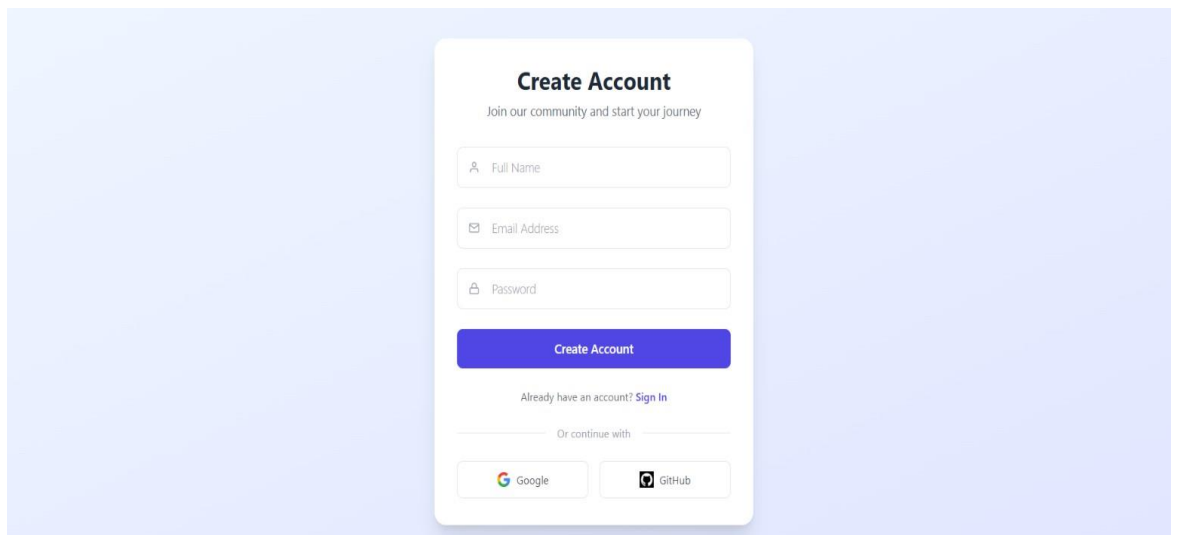 Create Account
Join our community and start your journey
Full Name
Email Address
Password
Create Account
Already have an account? Sign In
Or continue with
Google GitHub